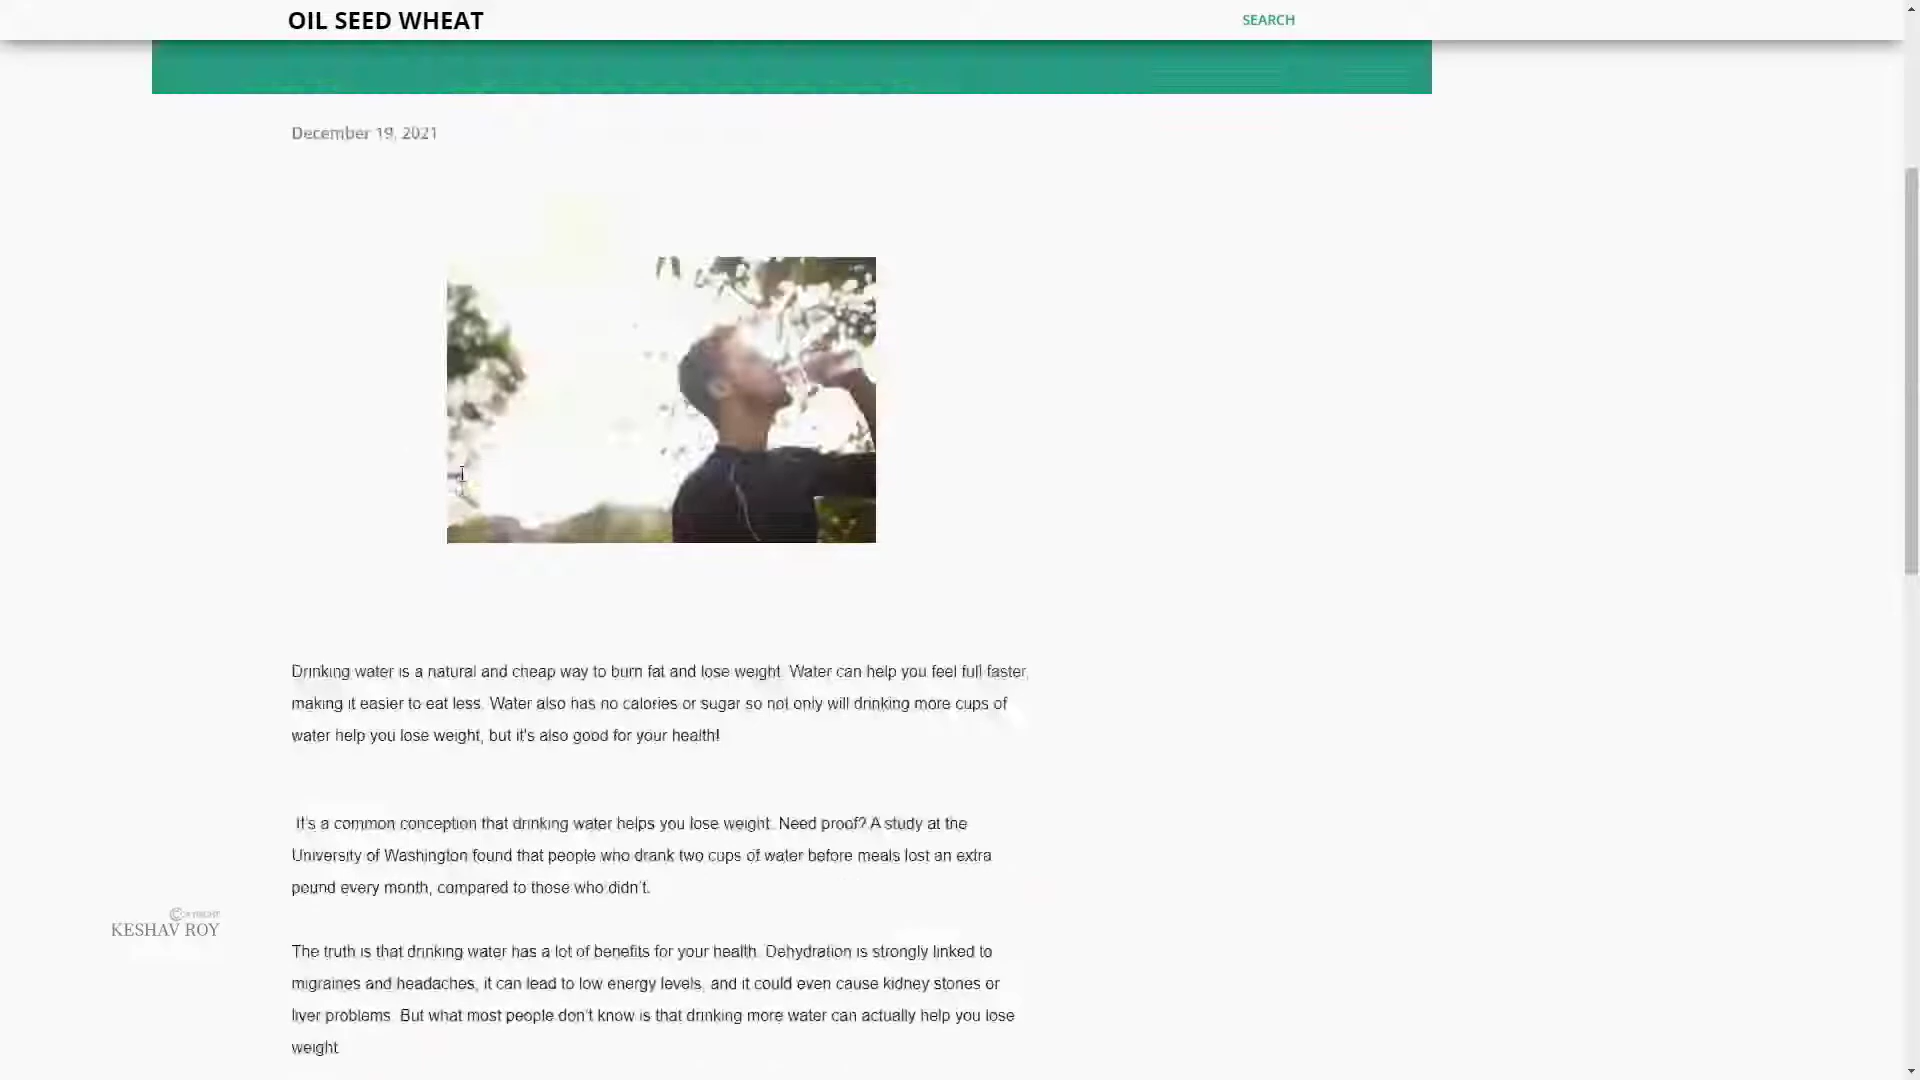 OIL SEED WHEAT
SEARCH
December 19, 2021
Drinking water is a natural and cheap way to burn fat and lose weight. Water can help you feel full faster,
making it easier to eat less. Water also has no calories or sugar so not only will drinking more cups of
water help you lose weight, but it's also good for your health!
It's a common conception that drinking water helps you lose weight. Need proof? A study at the
University of Washington found that people who drank two cups of water before meals lost an extra
pound every month, compared to those who didn't.
COPYRIGHT
KESHAV ROY
The truth is that drinking water has a lot of benefits for your health. Dehydration is strongly linked to
migraines and headaches, it can lead to low energy levels, and it could even cause kidney stones or
liver problems. But what most people don't know is that drinking more water can actually help you lose
weight.